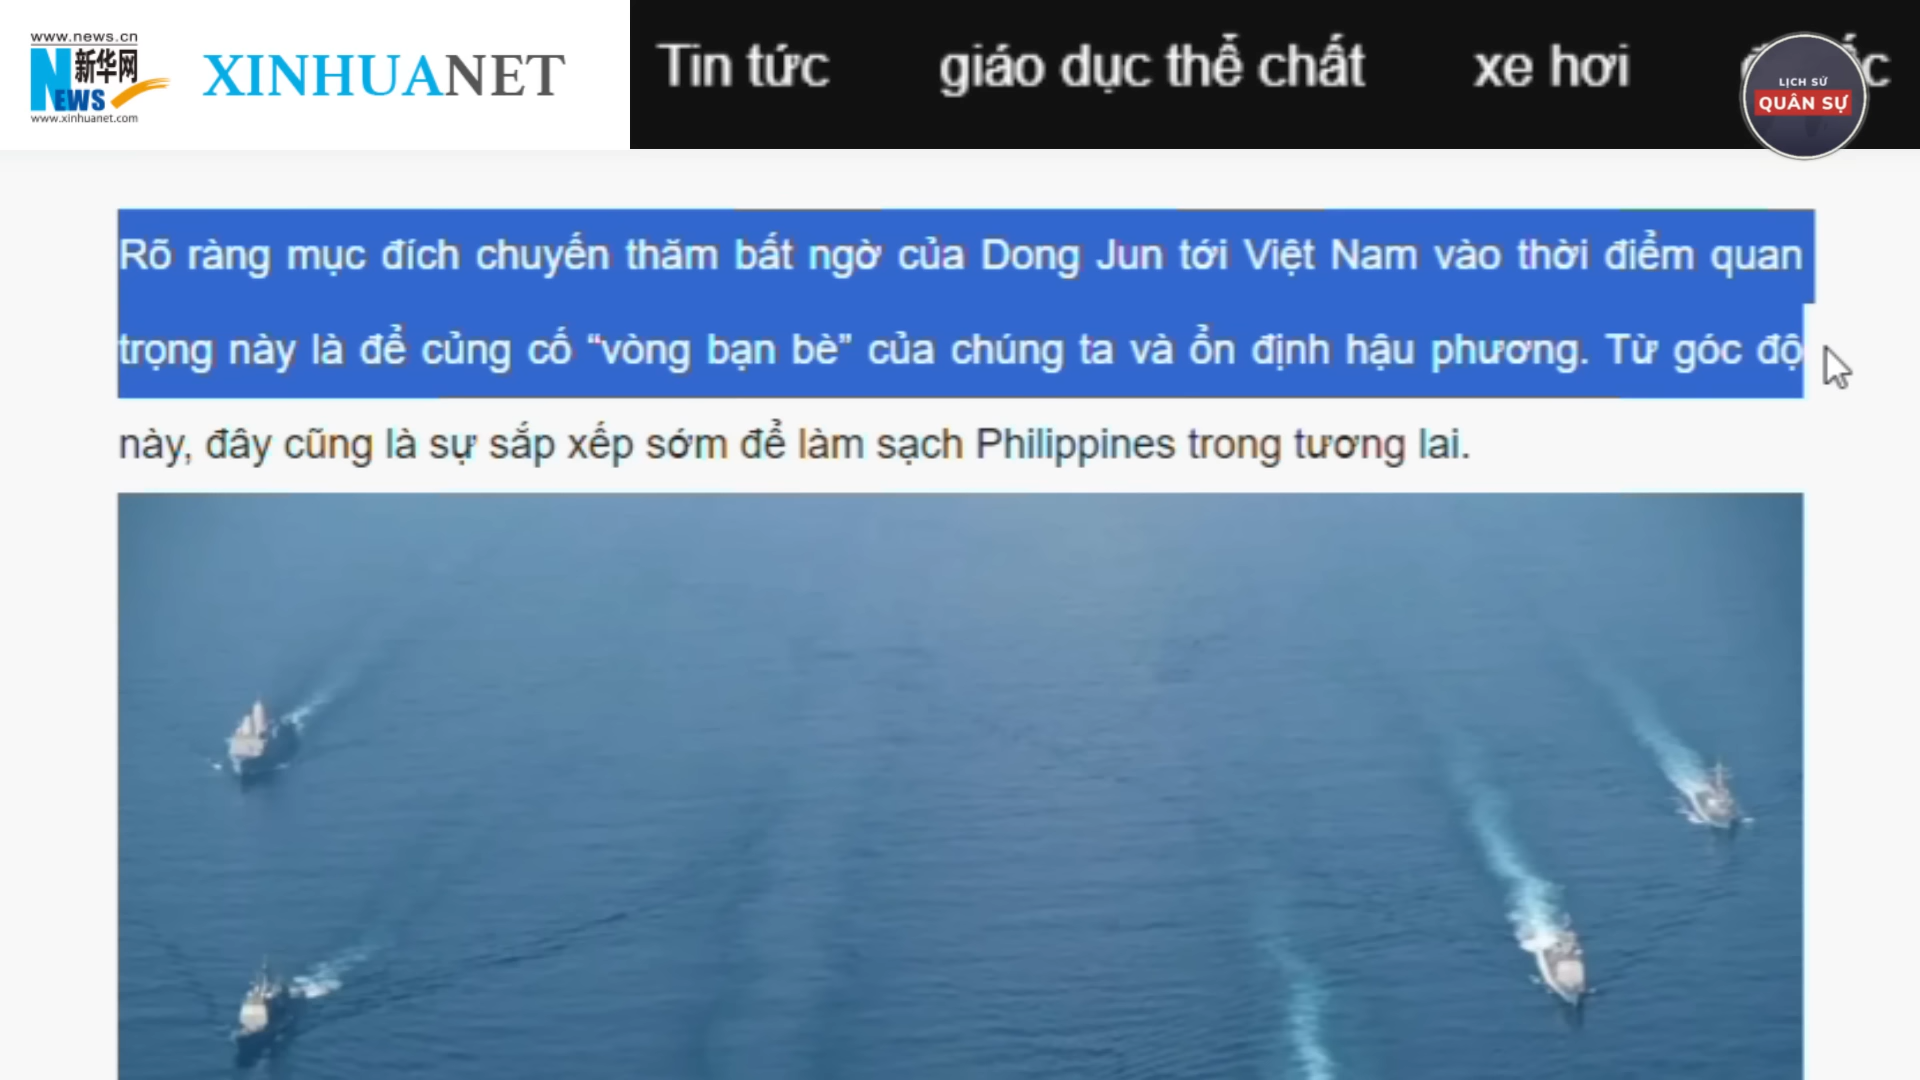 www.news.cn
新华网
NEWS
www.xinhuanet.com
XINHUANET
Tin tức giáo dục thể chất xe hơi
LỊCH SỬ
QUÂN SỰ
Rõ ràng mục đích chuyến thăm bất ngờ của Dong Jun tới Việt Nam vào thời điểm quan
trọng này là để củng cố “vòng bạn bè” của chúng ta và ổn định hậu phương. Từ góc độ
này, đây cũng là sự sắp xếp sớm để làm sạch Philippines trong tương lai.